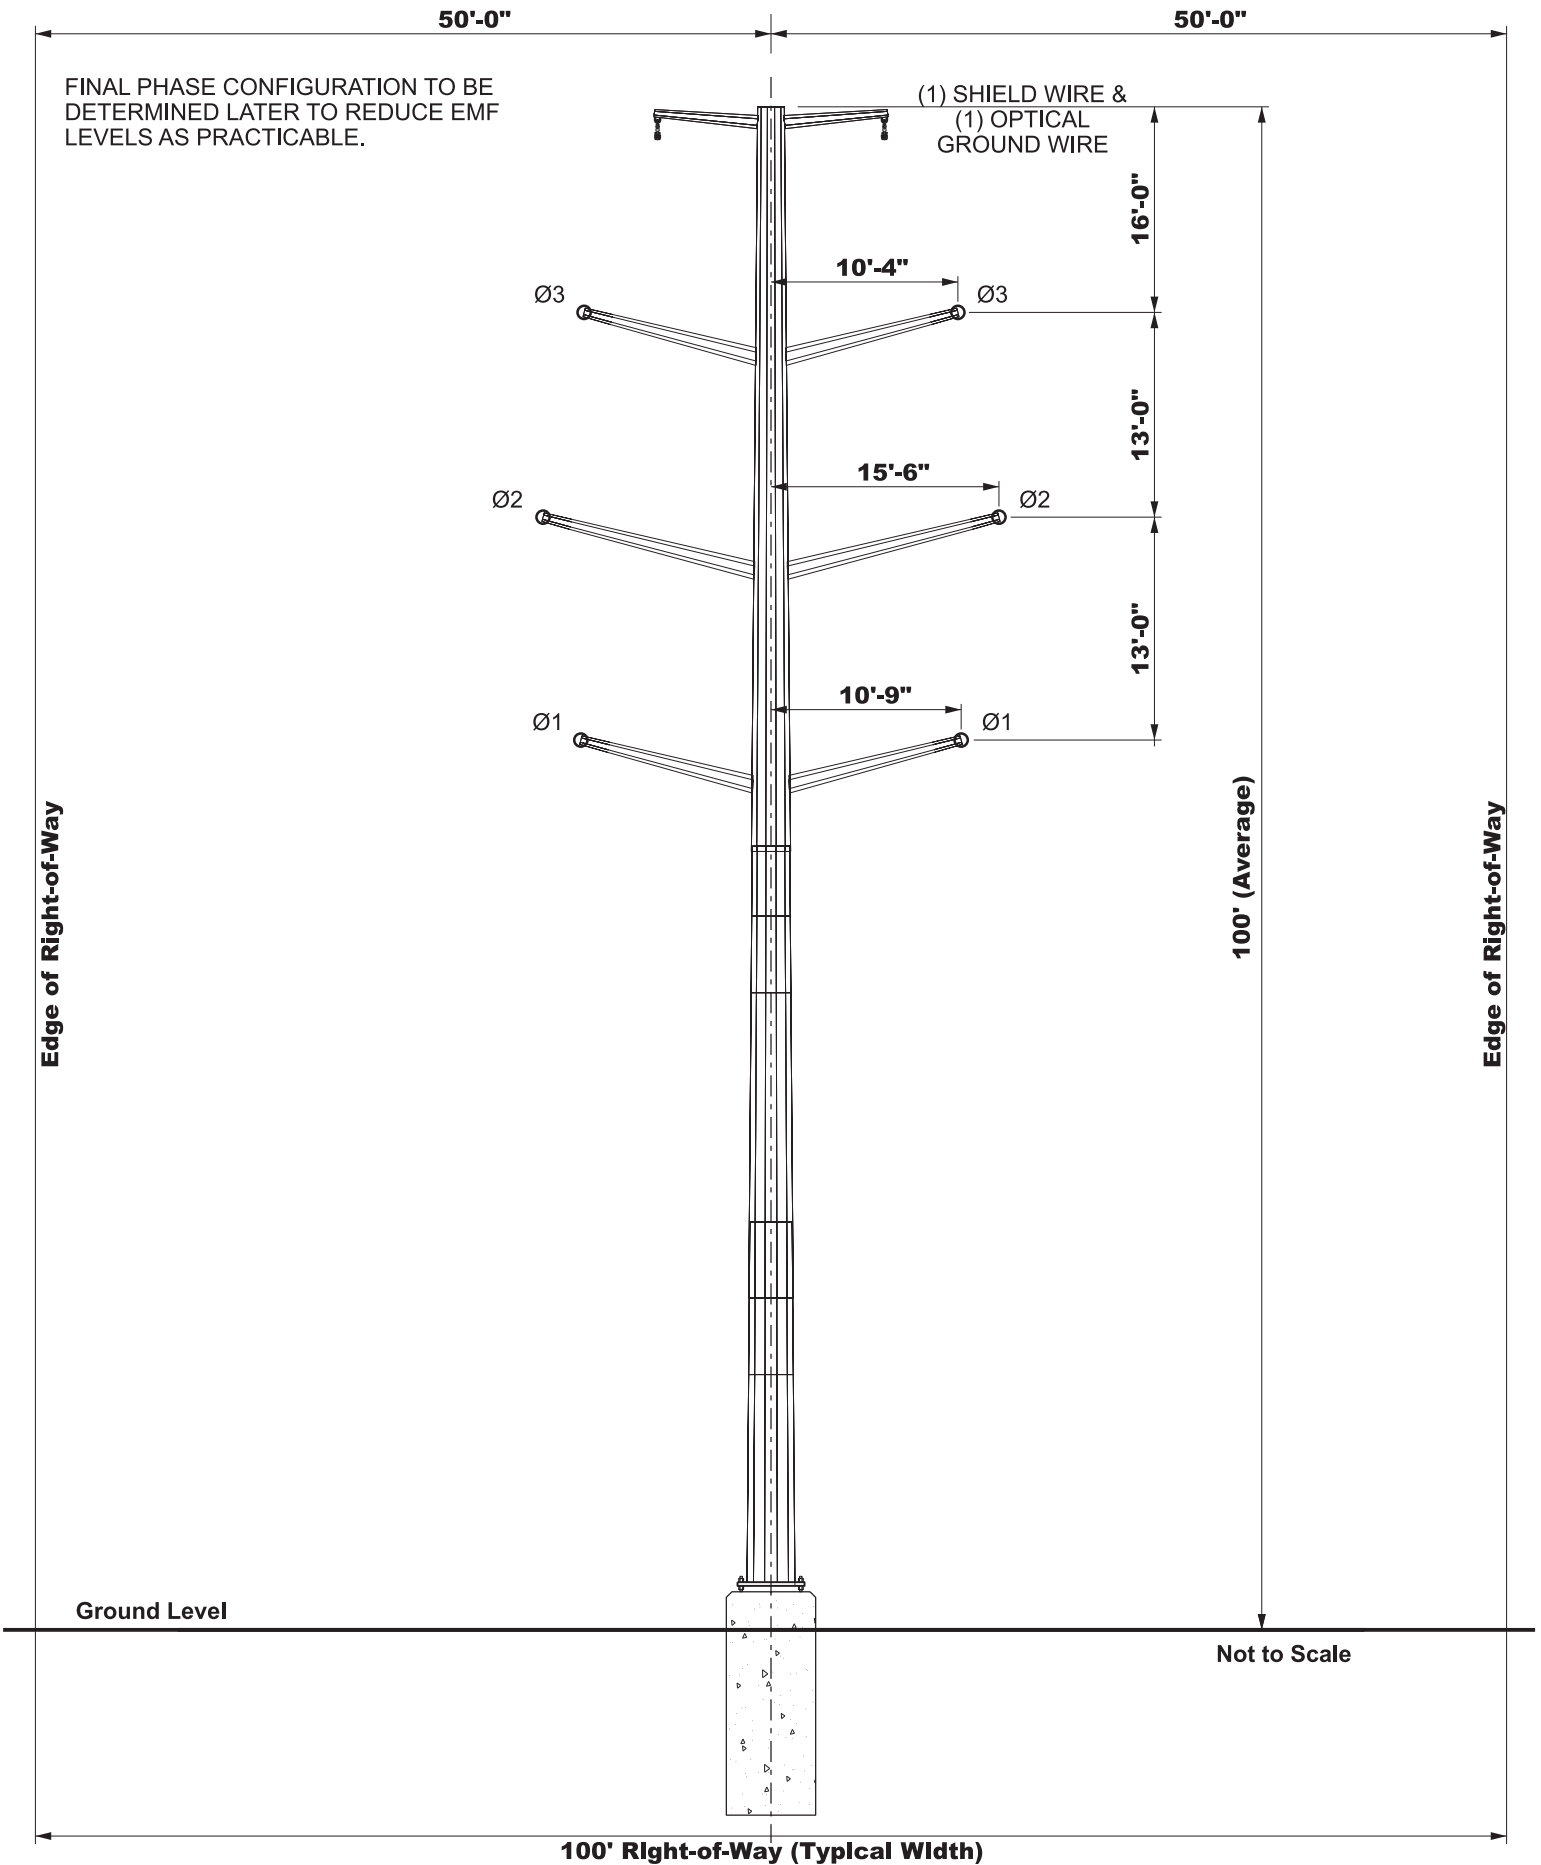 50'-0"
50'-0"
FINAL PHASE CONFIGURATION TO BE
DETERMINED LATER TO REDUCE EMF
LEVELS AS PRACTICABLE.
(1) SHIELD WIRE &
(1) OPTICAL
GROUND WIRE
16'-0"
10'-4"
Ø3
Ø3
13'-0"
15'-6"
Ø2
Ø2
13'-0"
10'-9"
Ø1
Ø1
100' (Average)
Edge of Right-of-Way
Edge of Right-of-Way
Ground Level
Not to Scale
100' Right-of-Way (Typical Width)